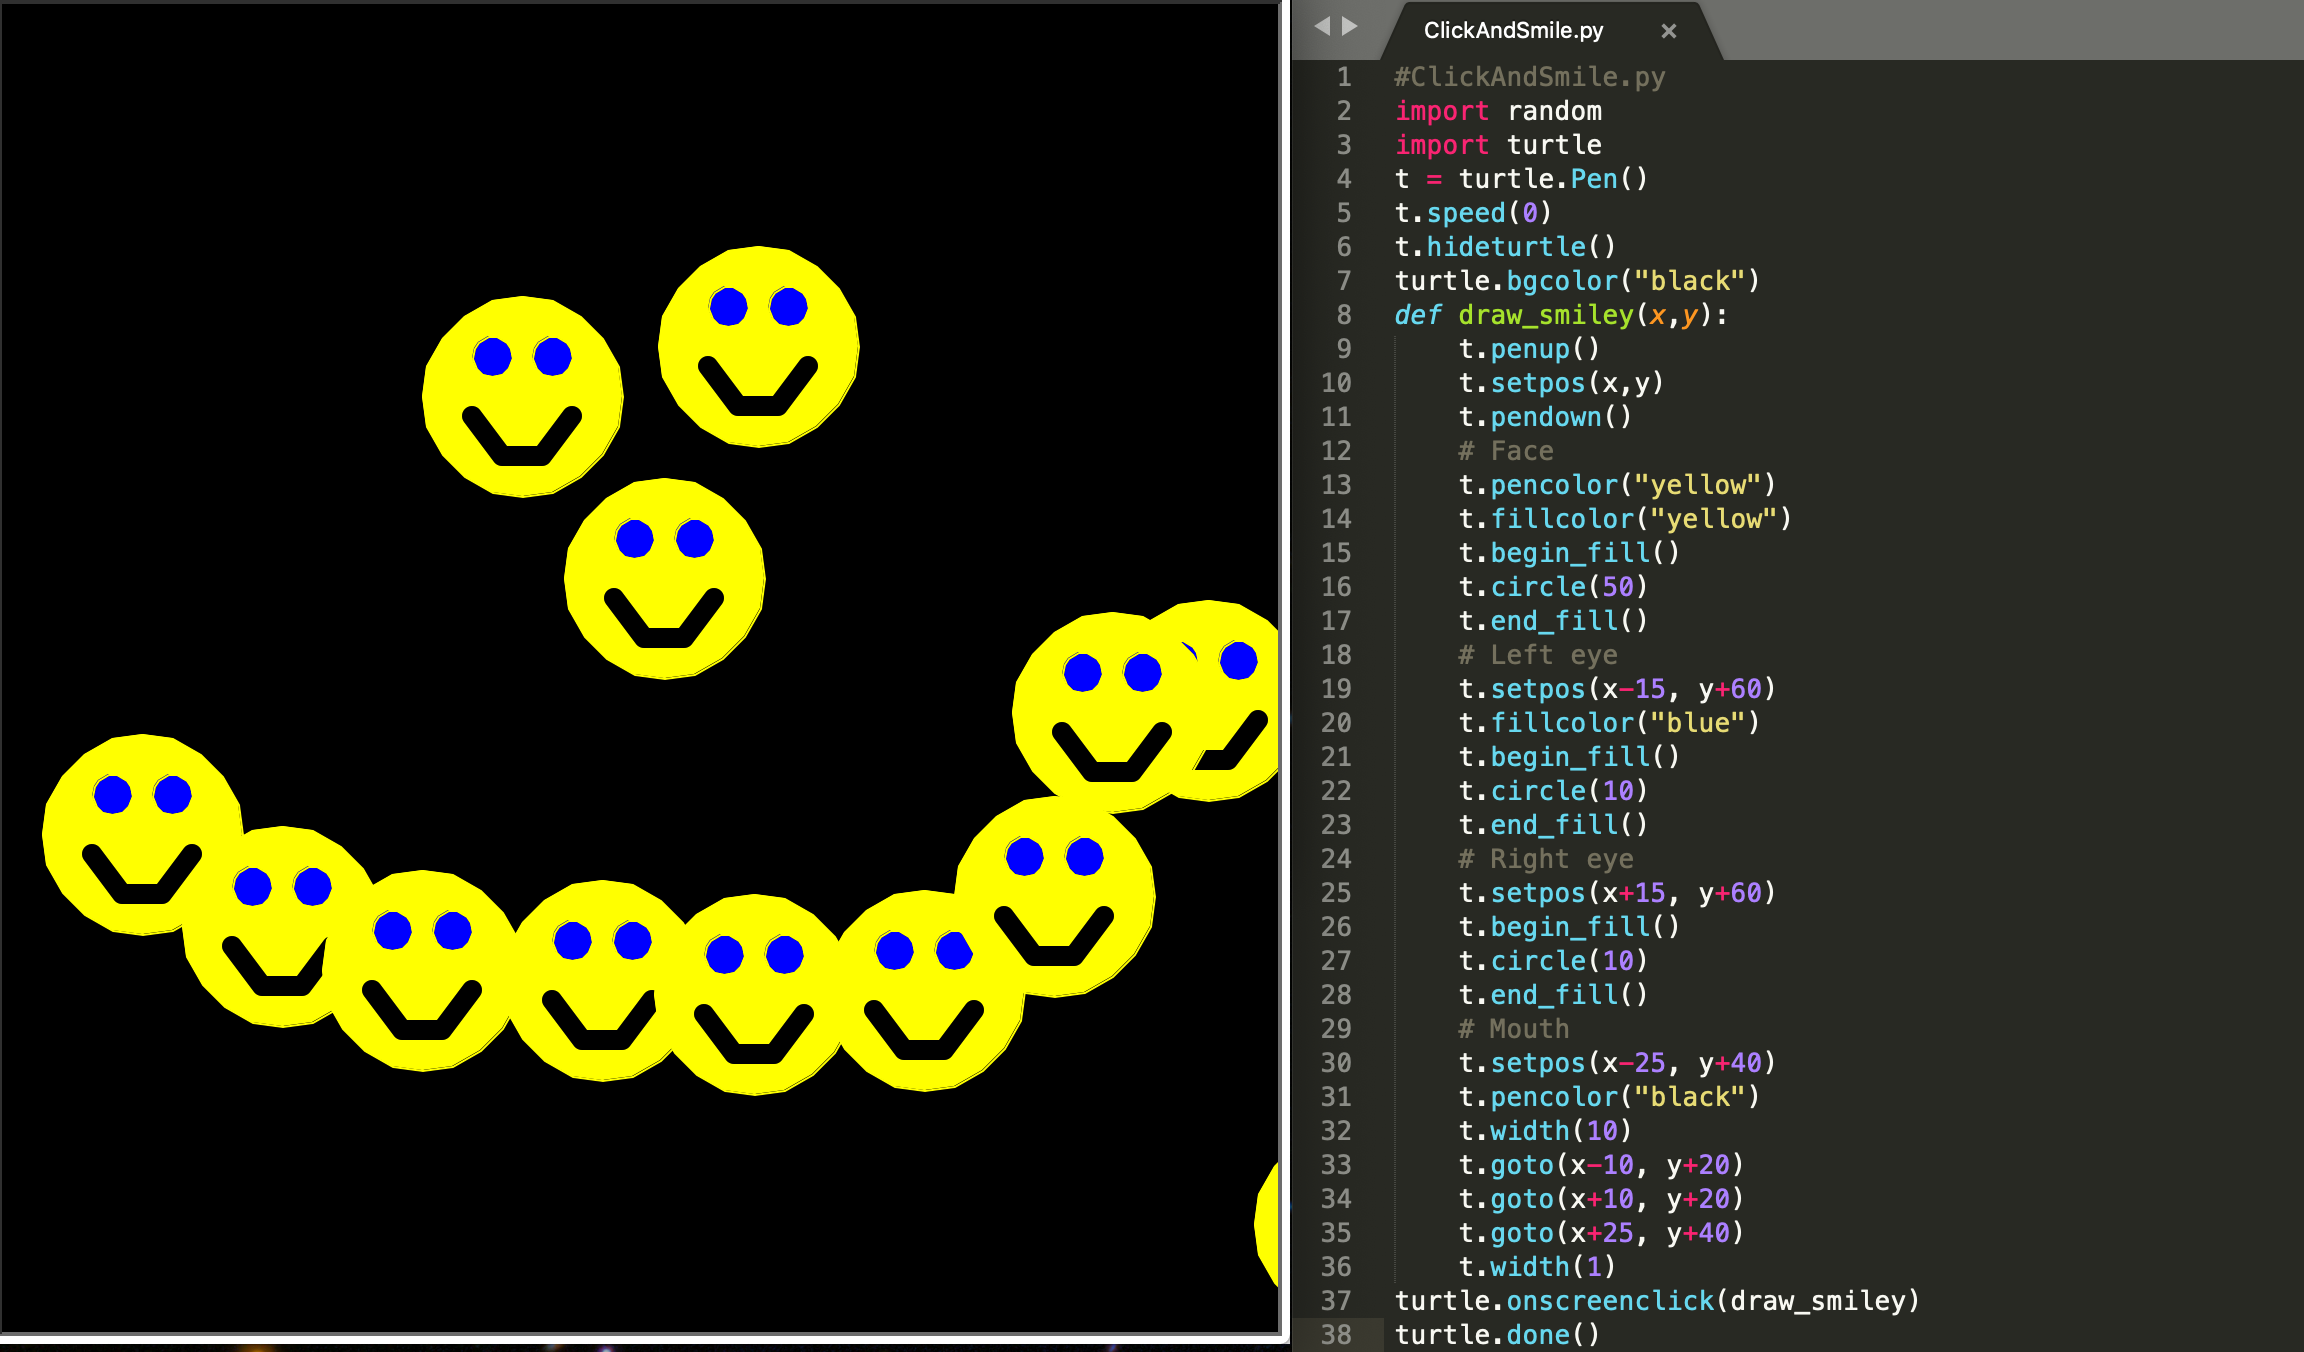 ClickAndSmile.py
1 #ClickAndSmile.py
2 import random
3 import turtle
4 t = turtle.Pen()
5 t.speed(0)
6 t.hideturtle()
7 turtle.bgcolor("black")
8 def draw_smiley(x,y):
9     t.penup()
10     t.setpos(x,y)
11     t.pendown()
12     # Face
13     t.pencolor("yellow")
14     t.fillcolor("yellow")
15     t.begin_fill()
16     t.circle(50)
17     t.end_fill()
18     # Left eye
19     t.setpos(x-15, y+60)
20     t.fillcolor("blue")
21     t.begin_fill()
22     t.circle(10)
23     t.end_fill()
24     # Right eye
25     t.setpos(x+15, y+60)
26     t.begin_fill()
27     t.circle(10)
28     t.end_fill()
29     # Mouth
30     t.setpos(x-25, y+40)
31     t.pencolor("black")
32     t.width(10)
33     t.goto(x-10, y+20)
34     t.goto(x+10, y+20)
35     t.goto(x+25, y+40)
36     t.width(1)
37 turtle.onscreenclick(draw_smiley)
38 turtle.done()